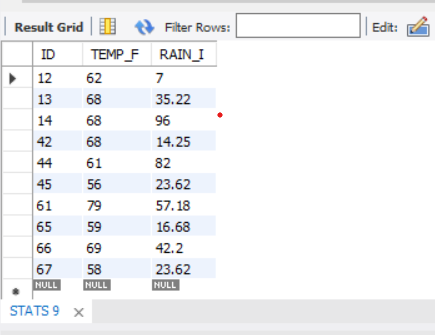 Result Grid Filter Rows: Edit:
ID TEMP_F RAIN_I
12 62 7
13 68 35.22
14 68 96
42 68 14.25
44 61 82
45 56 23.62
61 79 57.18
65 59 16.68
66 69 42.2
67 58 23.62
NULL NULL NULL
STATS 9